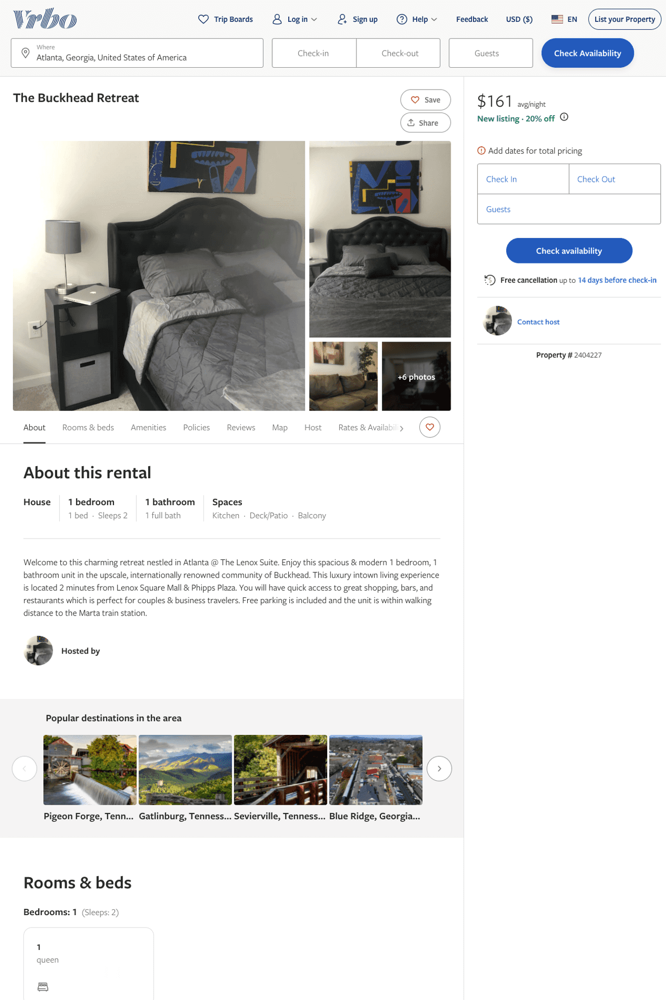 Vrbo
Trip Boards
Log in
Sign up
Help
Feedback
USD ($)
EN
List your Property
Where
Atlanta, Georgia, United States of America
Check-in
Check-out
Guests
Check Availability
The Buckhead Retreat
Save
Share
$161 avg/night
New listing · 20% off
Add dates for total pricing
Check In
Check Out
Guests
Check availability
Free cancellation up to 14 days before check-in
Contact host
Property # 2404227
Y
Y
+6 photos
About
Rooms & beds
Amenities
Policies
Reviews
Map
Host
Rates & Availabili
About this rental
House
1 bedroom
1 bed · Sleeps 2
1 bathroom
1 full bath
Spaces
Kitchen · Deck/Patio · Balcony
Welcome to this charming retreat nestled in Atlanta @ The Lenox Suite. Enjoy this spacious & modern 1 bedroom, 1
bathroom unit in the upscale, internationally renowned community of Buckhead. This luxury intown living experience
is located 2 minutes from Lenox Square Mall & Phipps Plaza. You will have quick access to great shopping, bars, and
restaurants which is perfect for couples & business travelers. Free parking is included and the unit is within walking
distance to the Marta train station.
Hosted by
Popular destinations in the area
Pigeon Forge, Tenn...
Gatlinburg, Tenness...
Sevierville, Tenness...
Blue Ridge, Georgia...
Rooms & beds
Bedrooms: 1 (Sleeps: 2)
1
queen